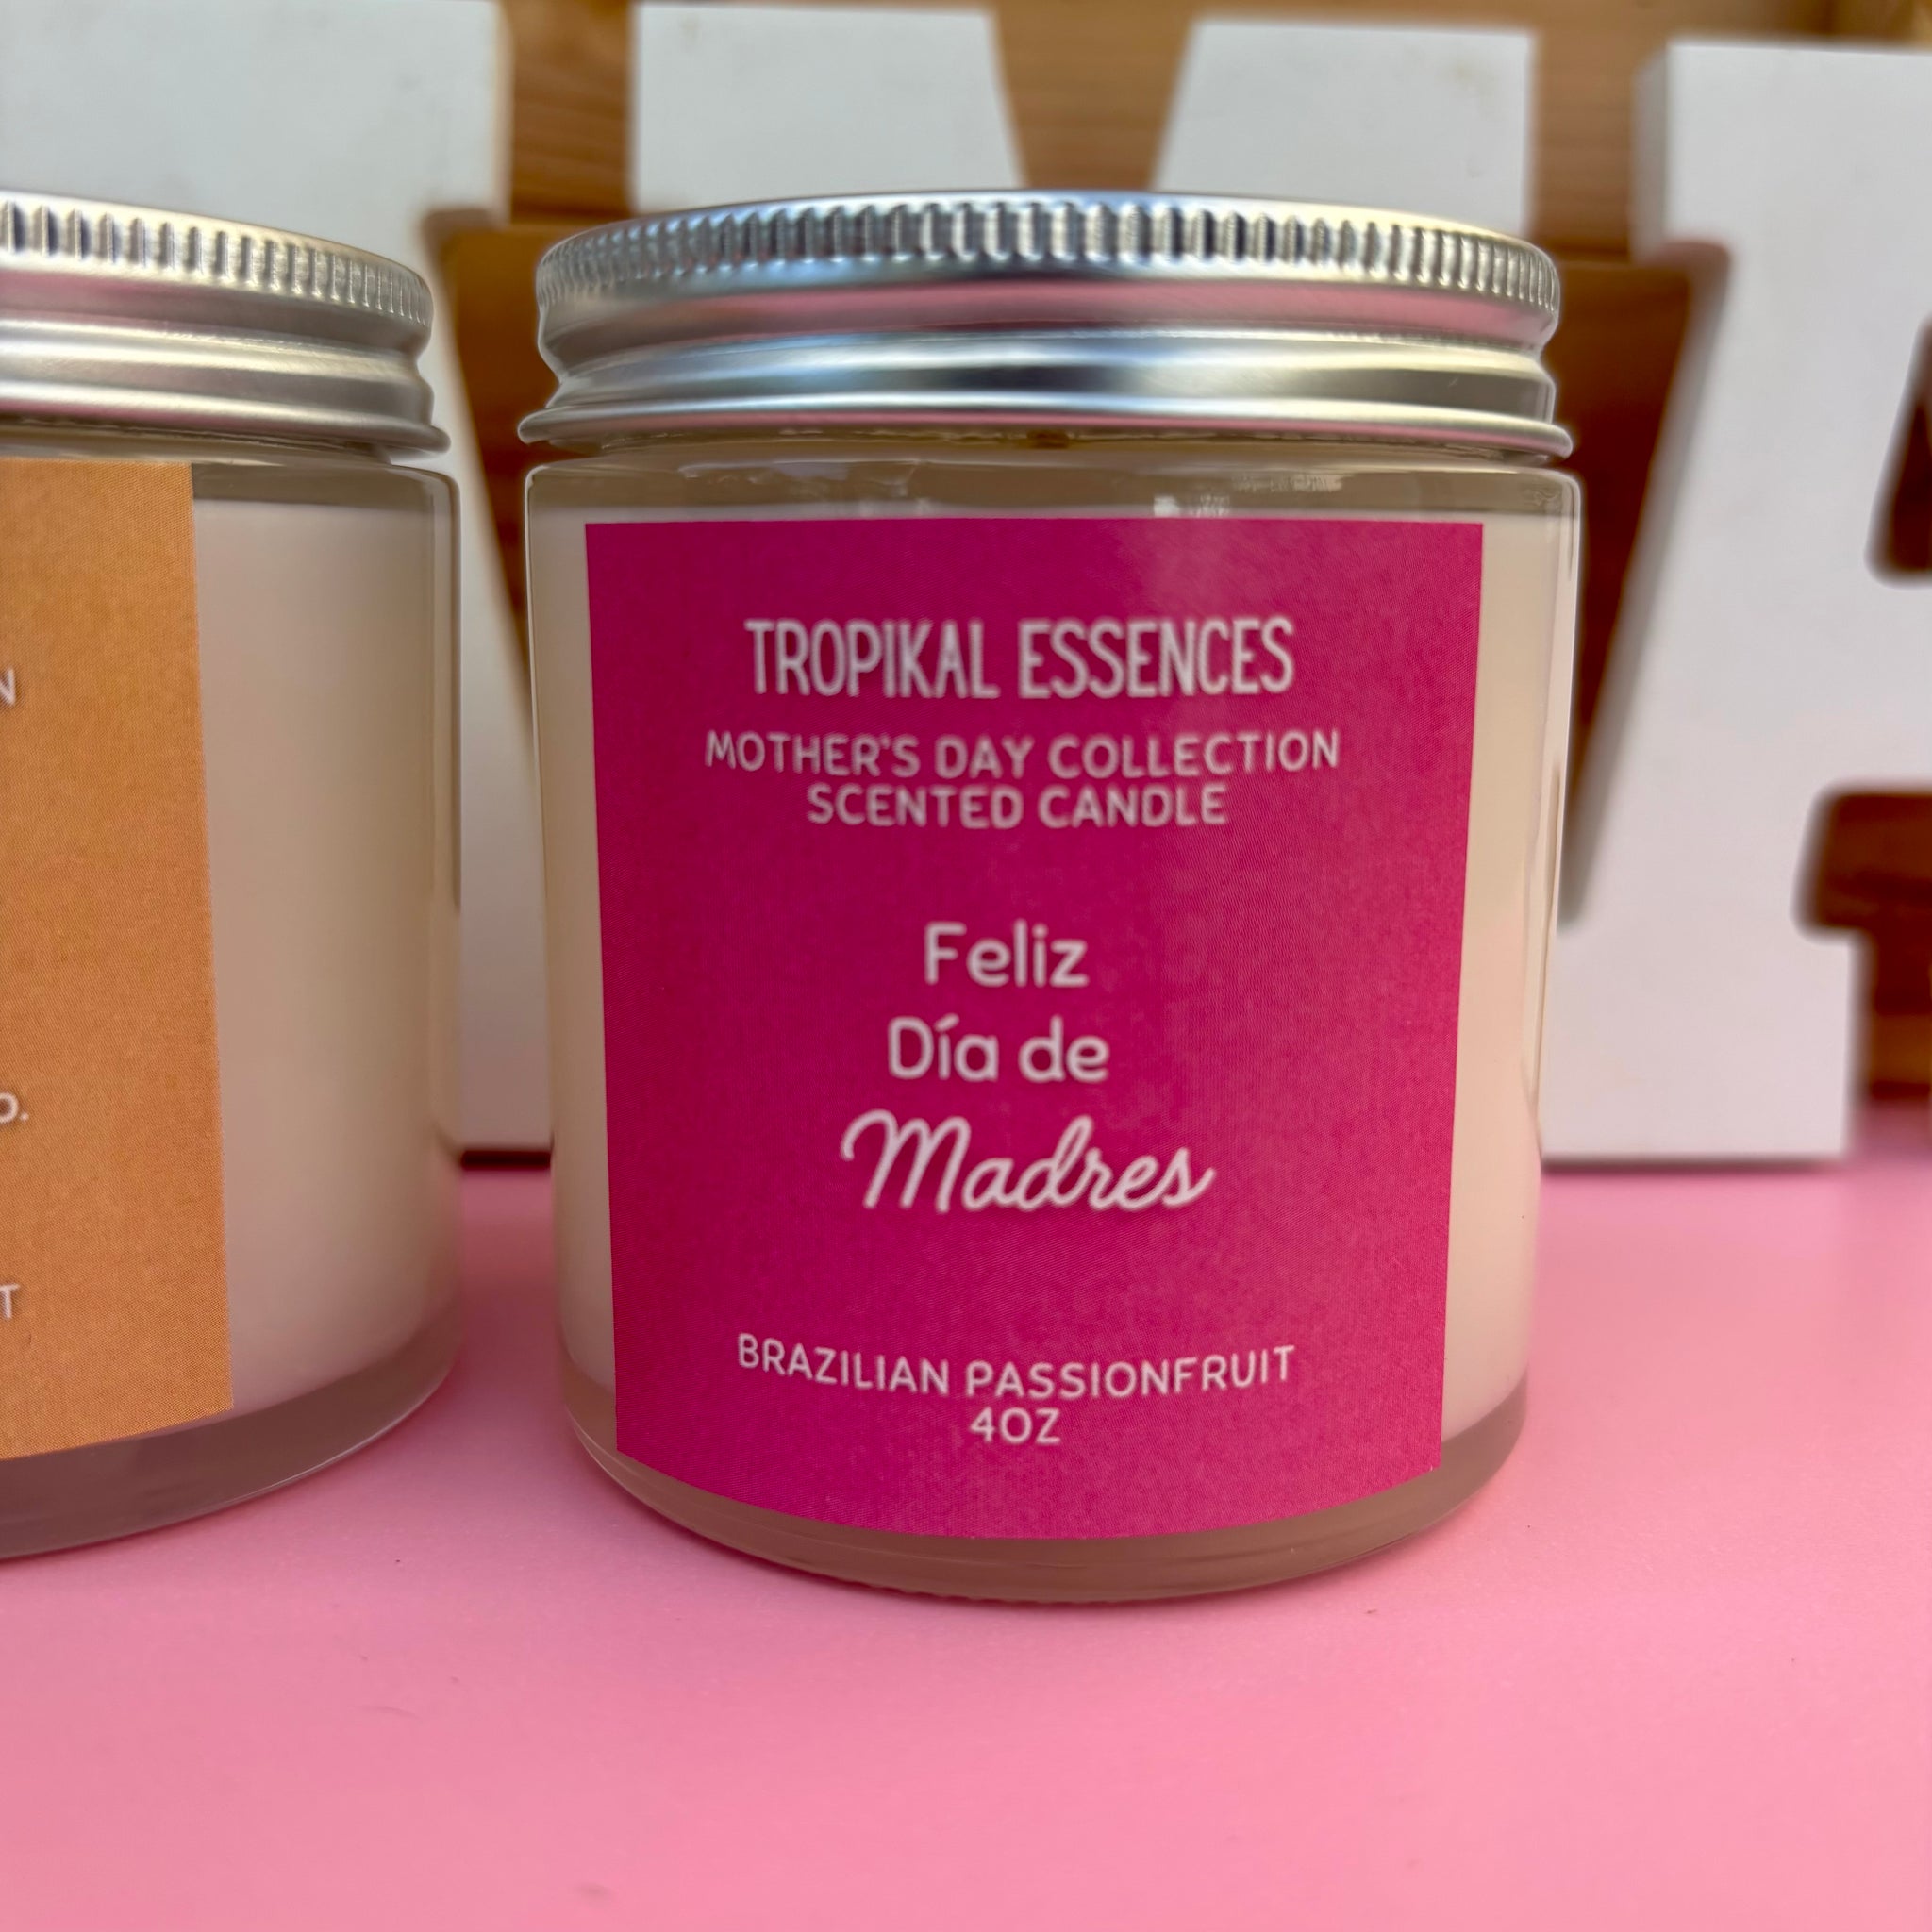 TROPIKAL ESSENCES
MOTHER'S DAY COLLECTION
SCENTED CANDLE
Feliz
Día de
Madres
BRAZILIAN PASSIONFRUIT
4OZ